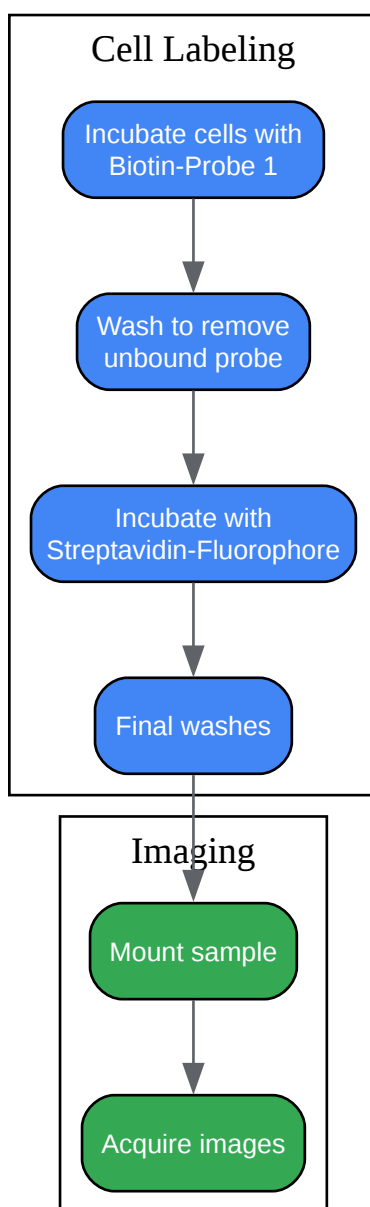 Cell Labeling
Incubate cells with
Biotin-Probe 1
Wash to remove
unbound probe
Incubate with
Streptavidin-Fluorophore
Final washes
Imaging
Mount sample
Acquire images